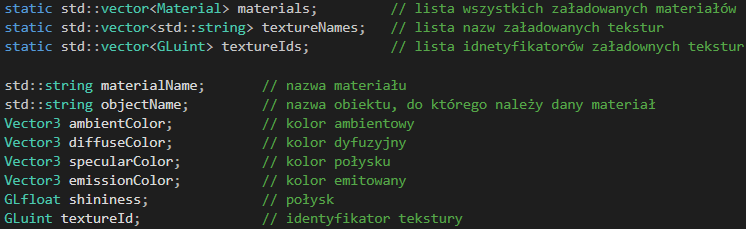 static std::vector<Material> materials;         // lista wszystkich załadowanych materiałów
static std::vector<std::string> textureNames;   // lista nazw załadowanych tekstur
static std::vector<GLuint> textureIds;          // lista idnetyfikatorów załadownych tekstur
std::string materialName;       // nazwa materiału
std::string objectName;         // nazwa obiektu, do którego należy dany materiał
Vector3 ambientColor;           // kolor ambientowy
Vector3 diffuseColor;           // kolor dyfuzyjny
Vector3 specularColor;          // kolor połysku
Vector3 emissionColor;          // kolor emitowany
GLfloat shininess;              // połysk
GLuint textureId;               // identyfikator tekstury